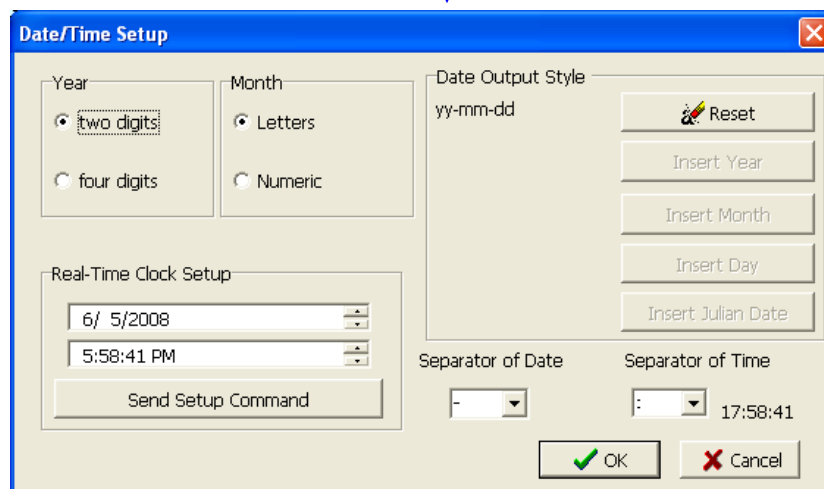 Date/Time Setup
Year
two digits
four digits
Month
Letters
Numeric
Date Output Style
yy-mm-dd
Reset
Insert Year
Insert Month
Insert Day
Insert Julian Date
Real-Time Clock Setup
6/ 5/2008
5:58:41 PM
Send Setup Command
Separator of Date
-
Separator of Time
:
17:58:41
OK
Cancel